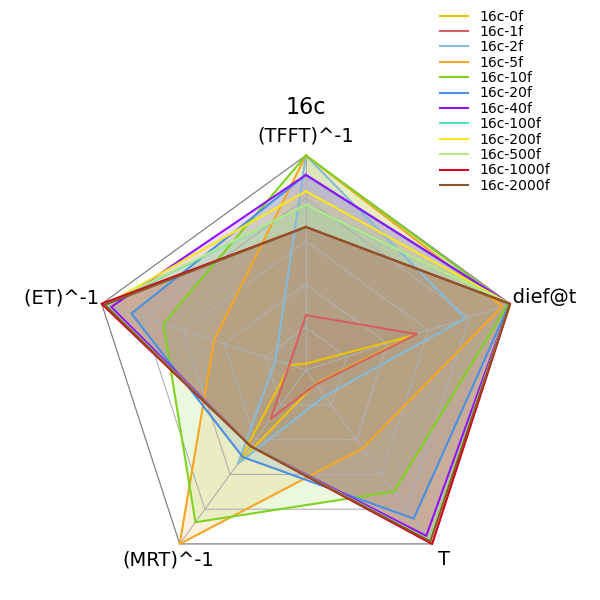 16c-0f
16c-1f
16c-2f
16c-5f
16c-10f
16c-20f
16c-40f
16c-100f
16c-200f
16c-500f
16c-1000f
16c-2000f
16c
(TFFT)^-1
(ET)^-1
dief@t
(MRT)^-1
T